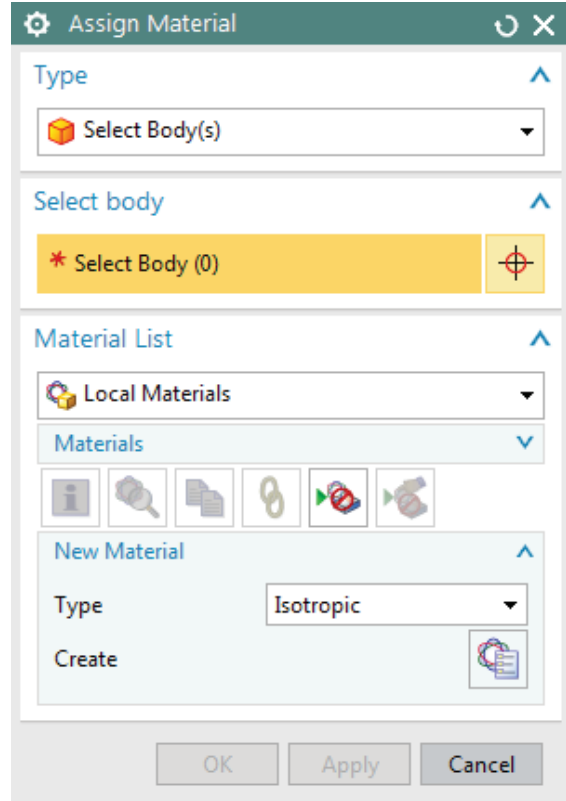 Assign Material
Type
Select Body(s)
Select body
* Select Body (0)
Material List
Local Materials
Materials
New Material
Type Isotropic
Create
OK Apply Cancel